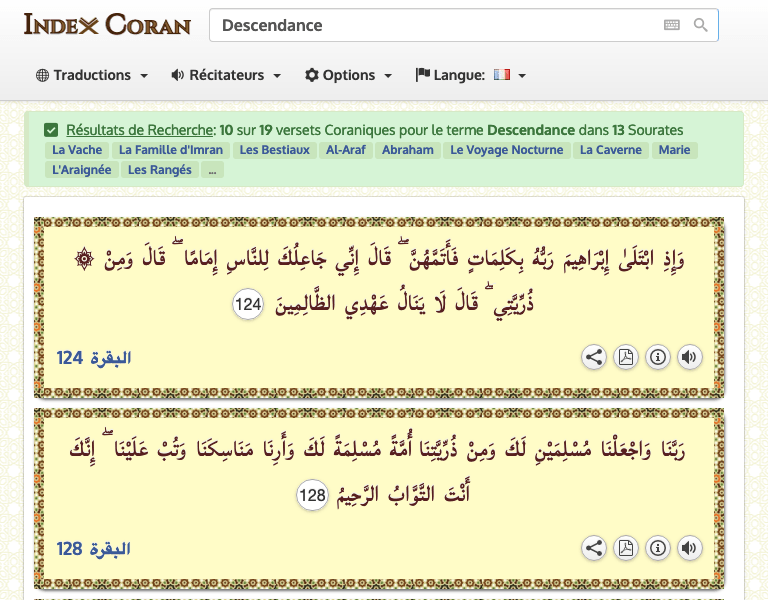 Index Coran
Descendance
Traductions
Récitateurs
Options
Langue:
Résultats de Recherche: 10 sur 19 versets Coraniques pour le terme Descendance dans 13 Sourates
La Vache La Famille d'Imran Les Bestiaux Al-Araf Abraham Le Voyage Nocturne La Caverne Marie
L'Araignée Les Rangés ...
وَإِذِ ابْتَلَىٰ إِبْرَاهِيمَ رَبُّهُ بِكَلِمَاتٍ فَأَتَمَّهُنَّ ۖ قَالَ إِنِّي جَاعِلُكَ لِلنَّاسِ إِمَامًا ۖ قَالَ وَمِنْ ۞
ذُرِّيَّتِي ۖ قَالَ لَا يَنَالُ عَهْدِي الظَّالِمِينَ 124
البقرة 124
رَبَّنَا وَاجْعَلْنَا مُسْلِمَيْنِ لَكَ وَمِنْ ذُرِّيَّتِنَا أُمَّةً مُسْلِمَةً لَكَ وَأَرِنَا مَنَاسِكَنَا وَتُبْ عَلَيْنَا ۖ إِنَّكَ
أَنْتَ التَّوَّابُ الرَّحِيمُ 128
البقرة 128